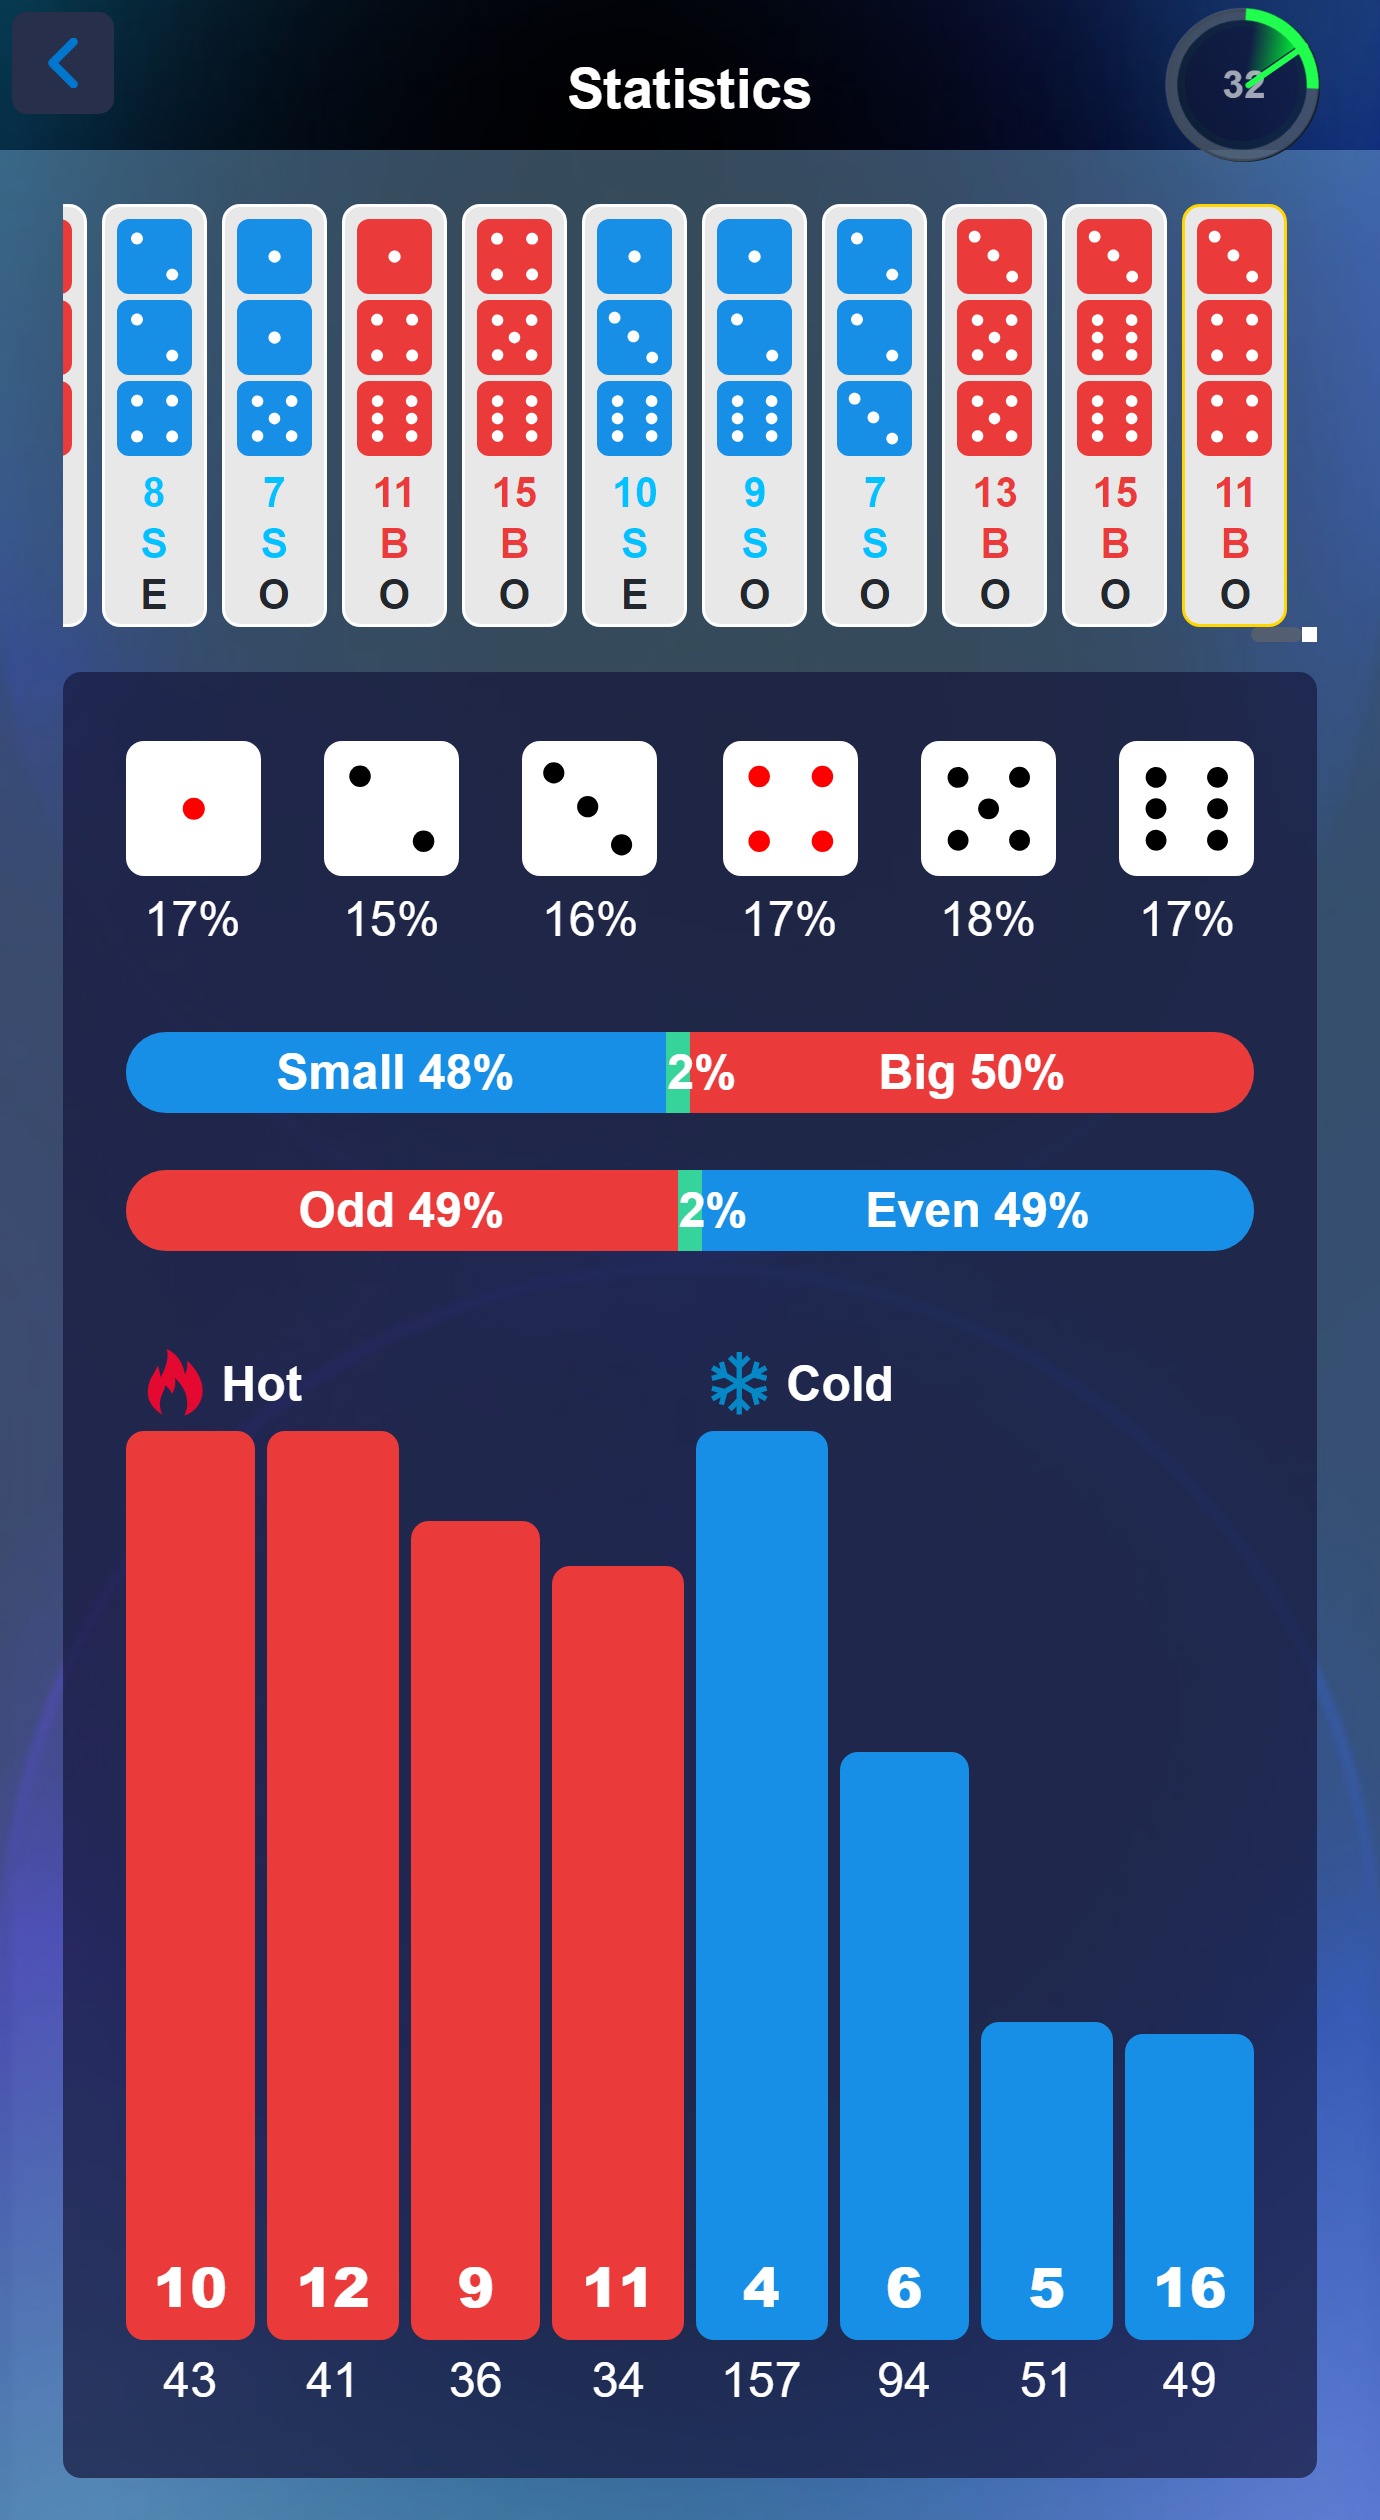 Statistics
32
8 7 11 15 10 9 7 13 15 11
S S B B S S S B B B
E O O O E O O O O O
17% 15% 16% 17% 18% 17%
Small 48% 2% Big 50%
Odd 49% 2% Even 49%
Hot Cold
10 12 9 11 4 6 5 16
43 41 36 34 157 94 51 49